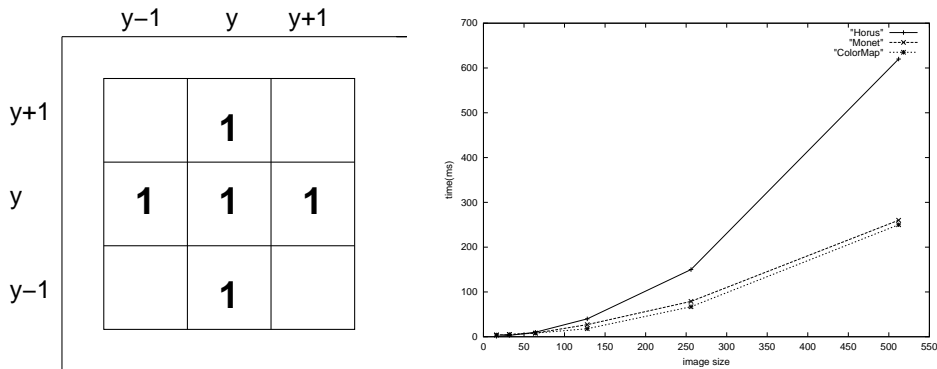 y−1 y y+1
y+1 1
y 1 1 1
y−1 1
700
600
500
400
300
200
100
0
time(ms)
"Horus"
"Monet"
"ColorMap"
0 50 100 150 200 250 300 350 400 450 500 550
image size